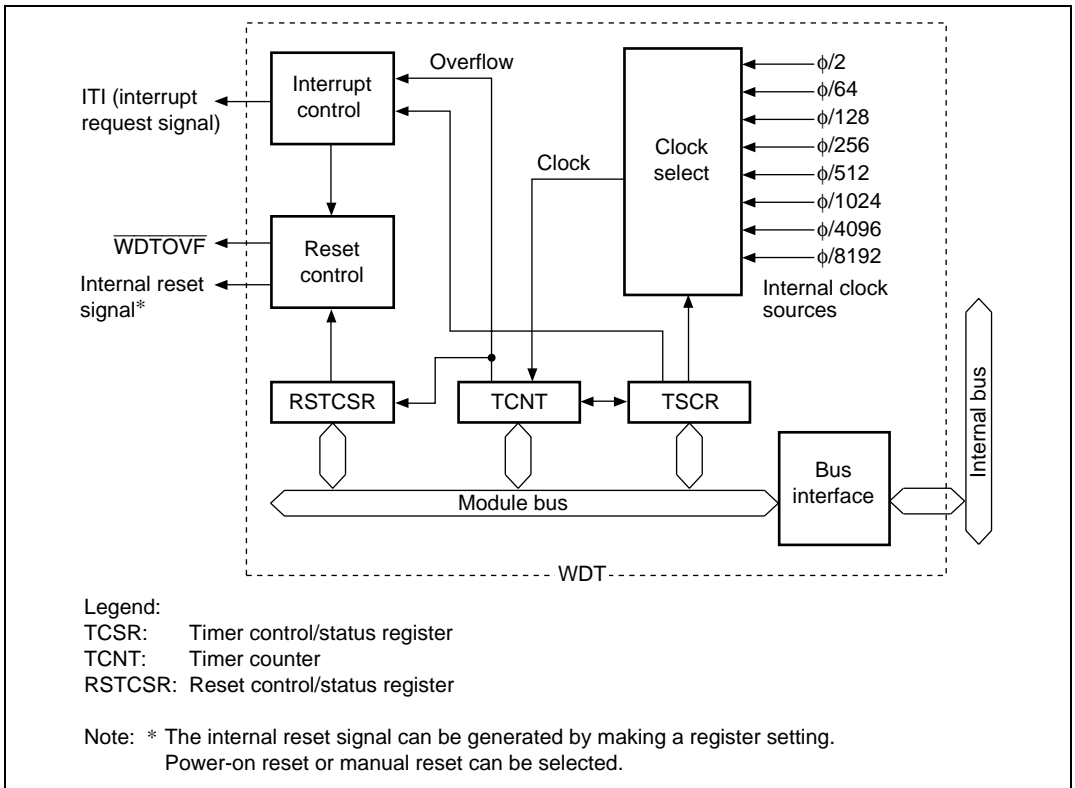 Overflow
Interrupt
control
ITI (interrupt
request signal)
ϕ/2
ϕ/64
ϕ/128
ϕ/256
ϕ/512
ϕ/1024
ϕ/4096
ϕ/8192
Clock
select
Clock
WDTOVF
Reset
control
Internal reset
signal*
Internal clock
sources
RSTCSR
TCNT
TSCR
Bus
interface
Internal bus
Module bus
WDT
Legend:
TCSR: Timer control/status register
TCNT: Timer counter
RSTCSR: Reset control/status register
Note: * The internal reset signal can be generated by making a register setting.
Power-on reset or manual reset can be selected.